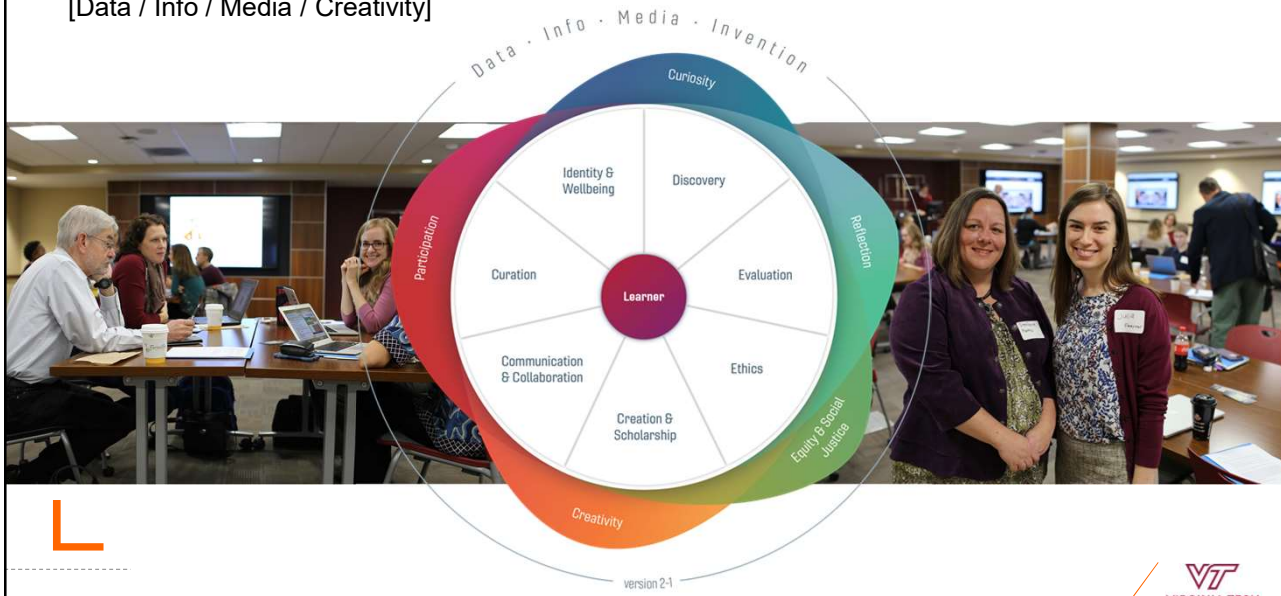 [Data / Info / Media / Creativity]
Data · Info · Media · Invention
Curiosity
Identity &
Wellbeing
Discovery
Participation
Reflection
Curation
Evaluation
Learner
Communication
& Collaboration
Ethics
Creation &
Scholarship
Equity & Social
Justice
Creativity
version 2-1
VT